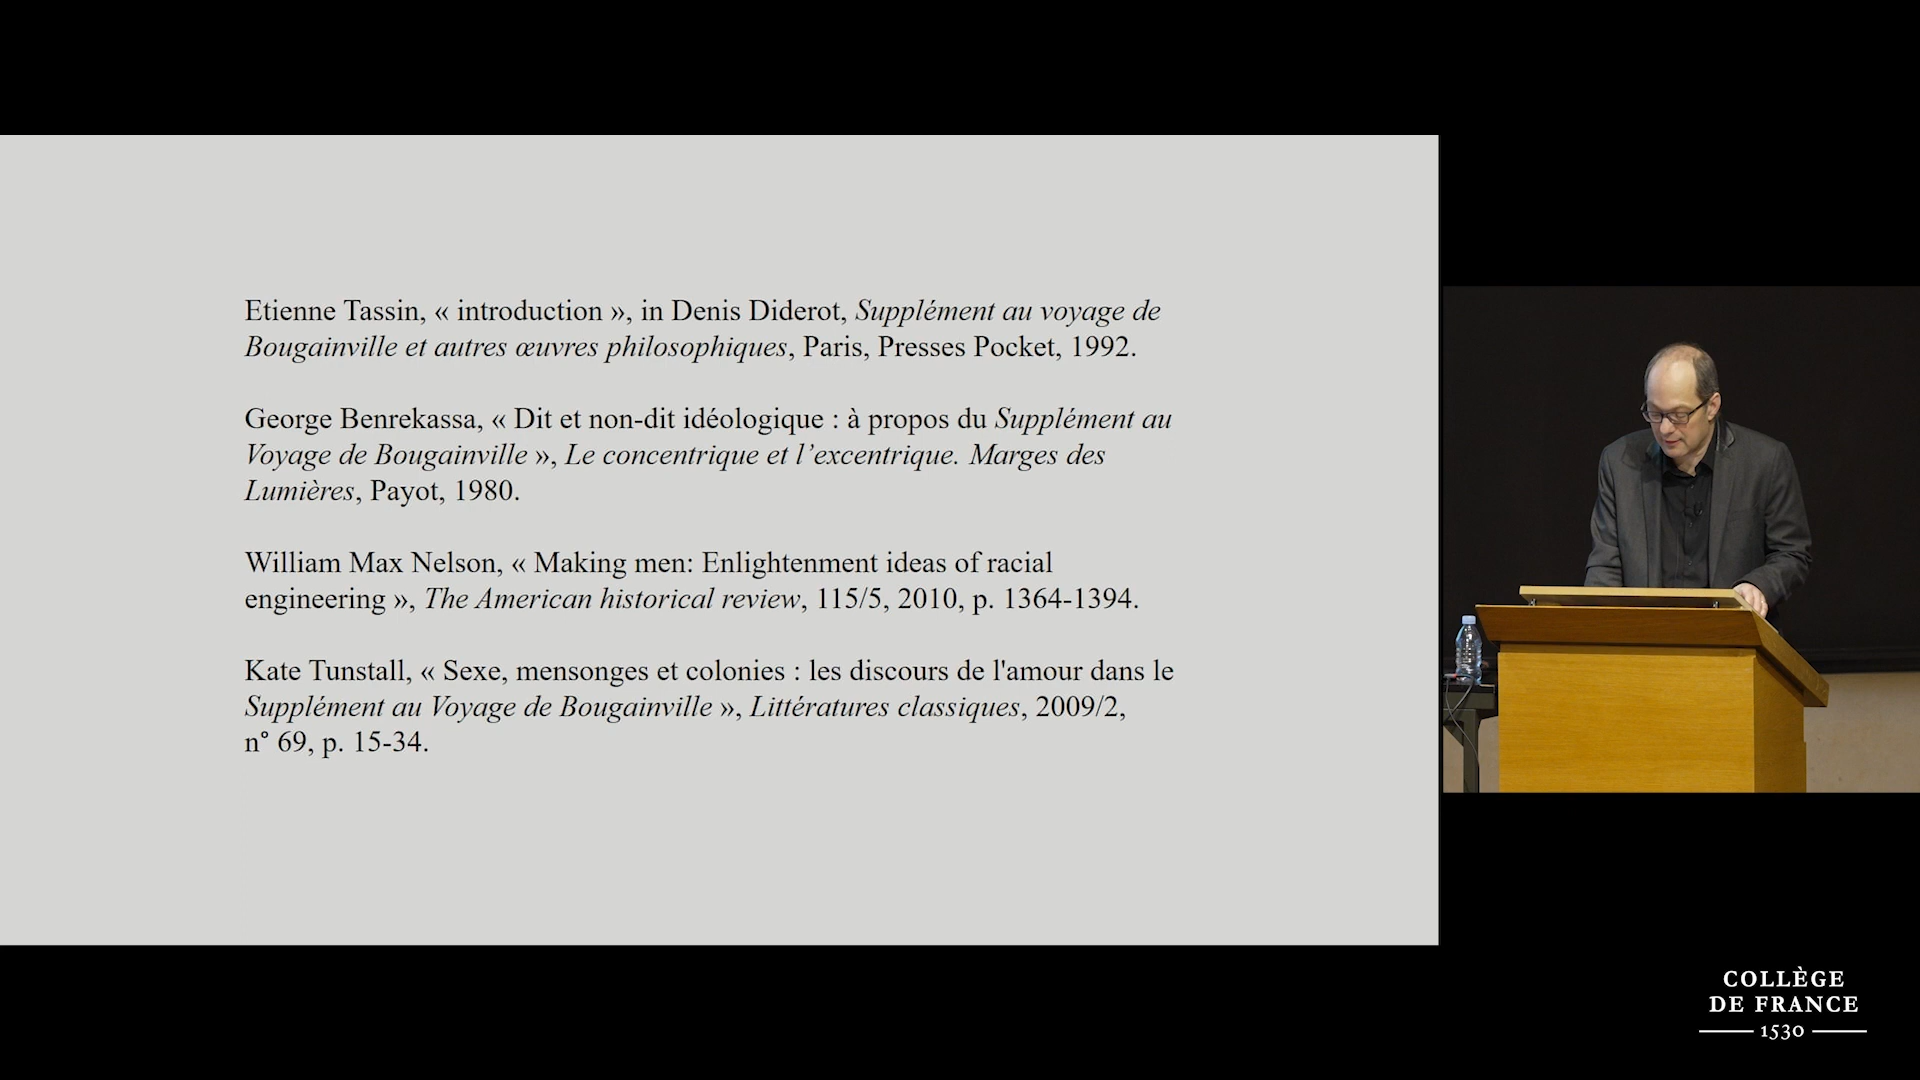 Etienne Tassin, « introduction », in Denis Diderot, Supplément au voyage de
Bougainville et autres œuvres philosophiques, Paris, Presses Pocket, 1992.
George Benrekassa, « Dit et non-dit idéologique : à propos du Supplément au
Voyage de Bougainville », Le concentrique et l’excentrique. Marges des
Lumières, Payot, 1980.
William Max Nelson, « Making men: Enlightenment ideas of racial
engineering », The American historical review, 115/5, 2010, p. 1364-1394.
Kate Tunstall, « Sexe, mensonges et colonies : les discours de l'amour dans le
Supplément au Voyage de Bougainville », Littératures classiques, 2009/2,
n° 69, p. 15-34.
COLLÈGE
DE FRANCE
1530